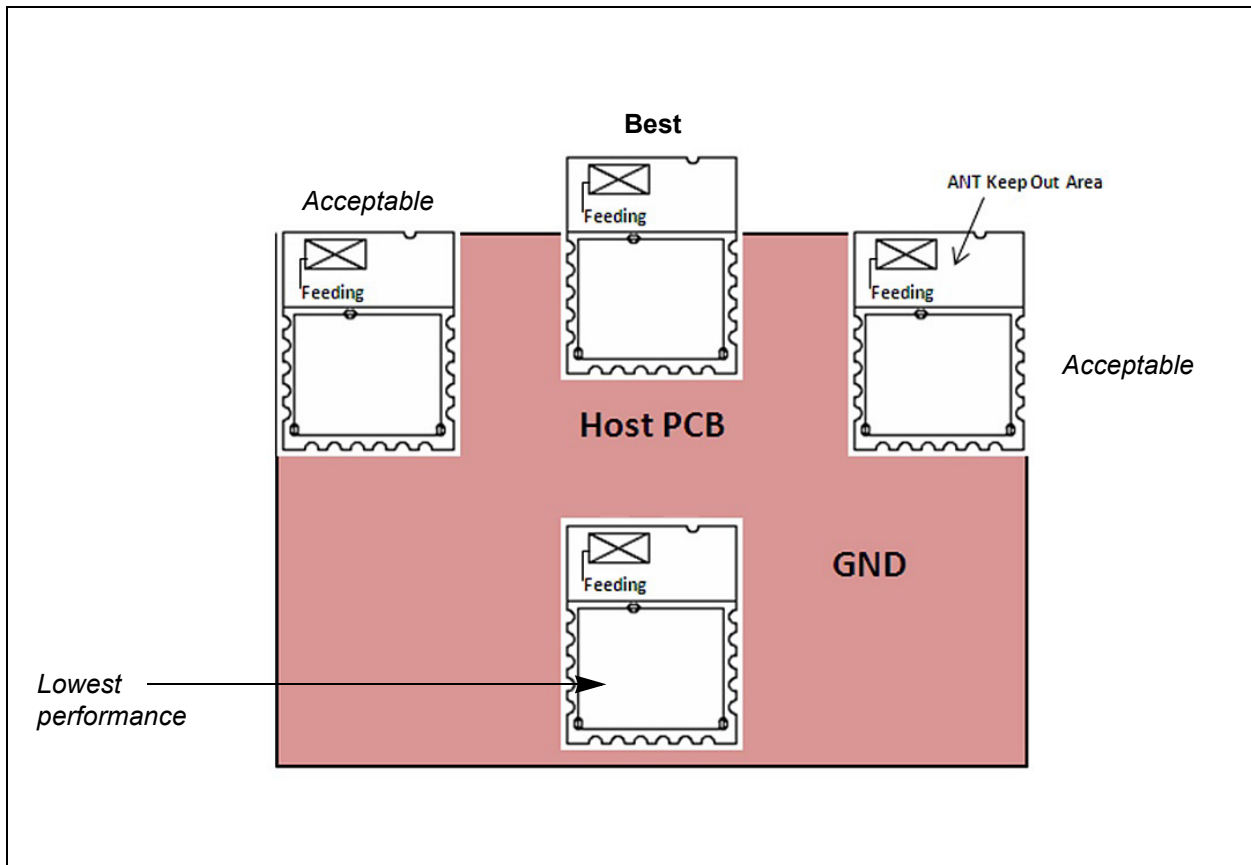 Best
Acceptable
ANT Keep Out Area
Feeding
Feeding
Feeding
Acceptable
Host PCB
Feeding
GND
Lowest
performance